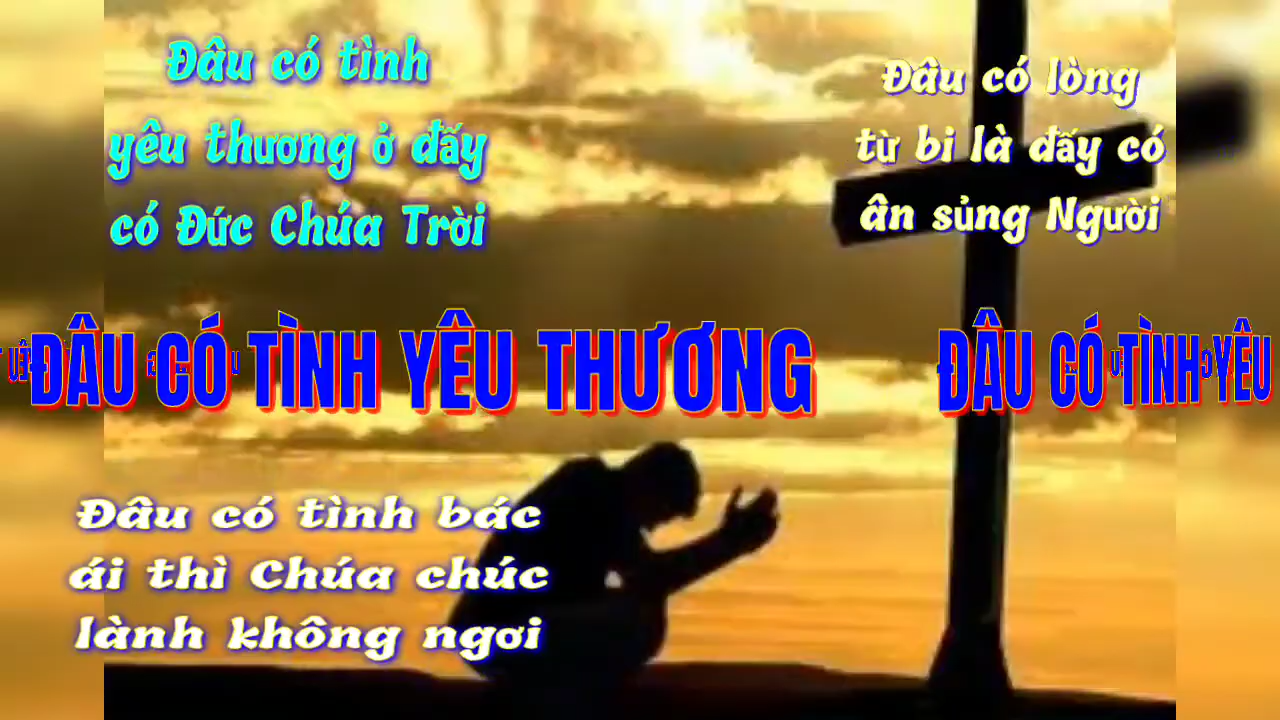 Đâu có tình
yêu thương ở đấy
có Đức Chúa Trời
Đâu có lòng
từ bi là đấy có
ân sủng Người
ĐÂU CÓ TÌNH YÊU THƯƠNG
ĐÂU CÓ TÌNH YÊU
Đâu có tình bác
ái thì Chúa chúc
lành không ngơi